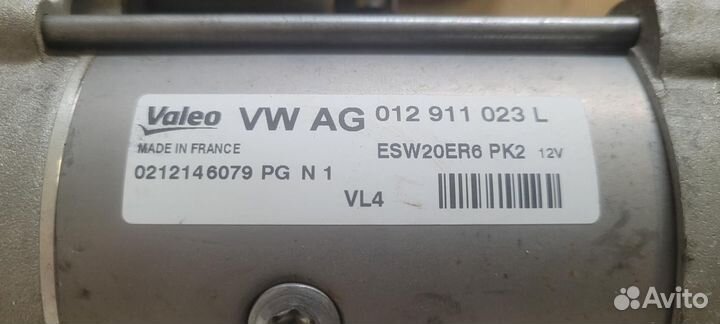 Valeo VW AG 012 911 023 L
MADE IN FRANCE ESW20ER6 PK2 12V
0212146079 PG N 1
VL4
Avito